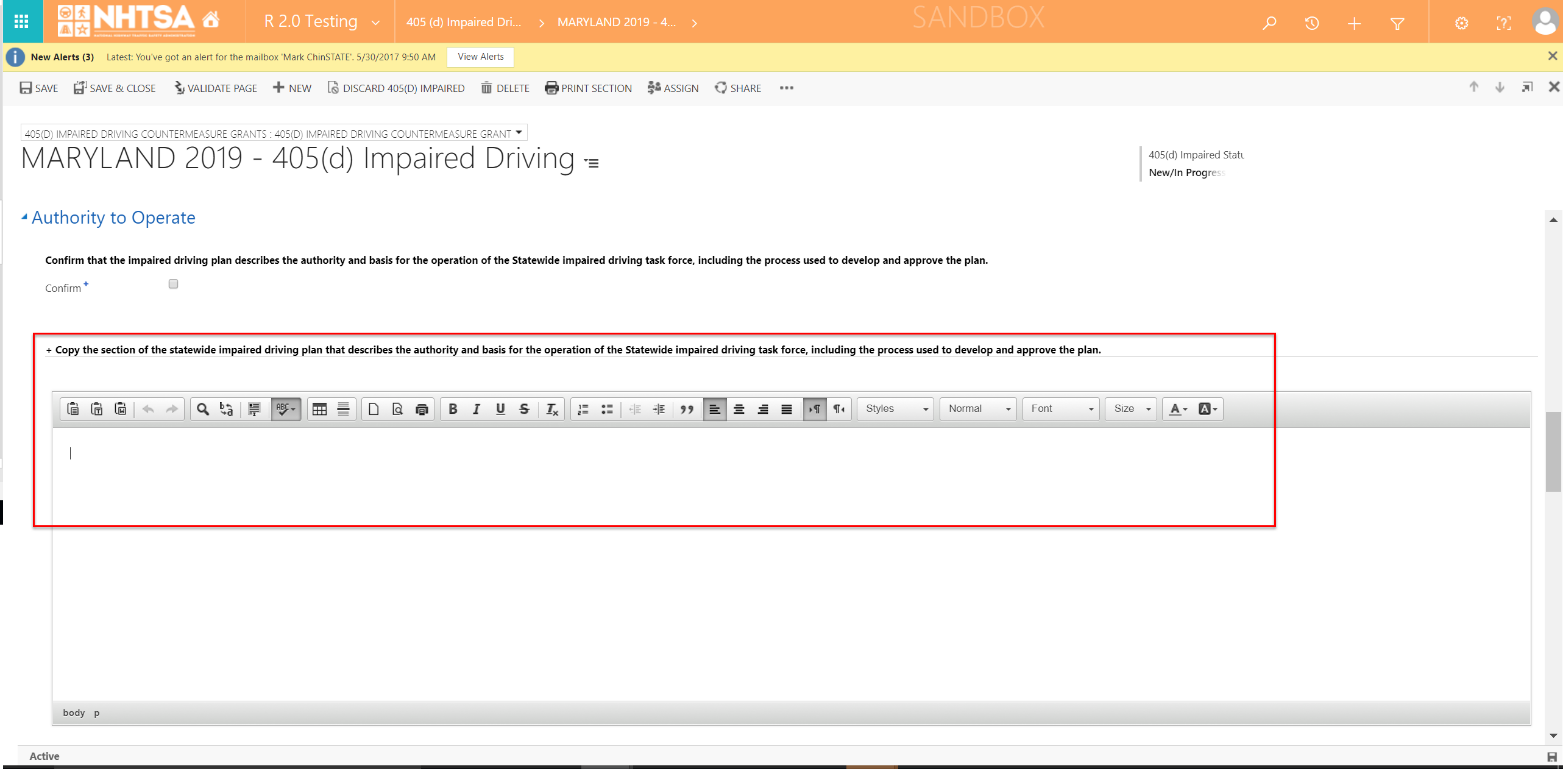 NHTSA
R 2.0 Testing
405 (d) Impaired Dri...
MARYLAND 2019 - 4...
SANDBOX
New Alerts (3) Latest: You've got an alert for the mailbox 'Mark ChinSTATE'. 5/30/2017 9:50 AM View Alerts
SAVE SAVE & CLOSE VALIDATE PAGE NEW DISCARD 405(D) IMPAIRED DELETE PRINT SECTION ASSIGN SHARE
405(D) IMPAIRED DRIVING COUNTERMEASURE GRANTS : 405(D) IMPAIRED DRIVING COUNTERMEASURE GRANT
MARYLAND 2019 - 405(d) Impaired Driving
405(d) Impaired Statu
New/In Progress
Authority to Operate
Confirm that the impaired driving plan describes the authority and basis for the operation of the Statewide impaired driving task force, including the process used to develop and approve the plan.
Confirm +
+ Copy the section of the statewide impaired driving plan that describes the authority and basis for the operation of the Statewide impaired driving task force, including the process used to develop and approve the plan.
ABC B I U S Ix Styles Normal Font Size A A
body p
Active